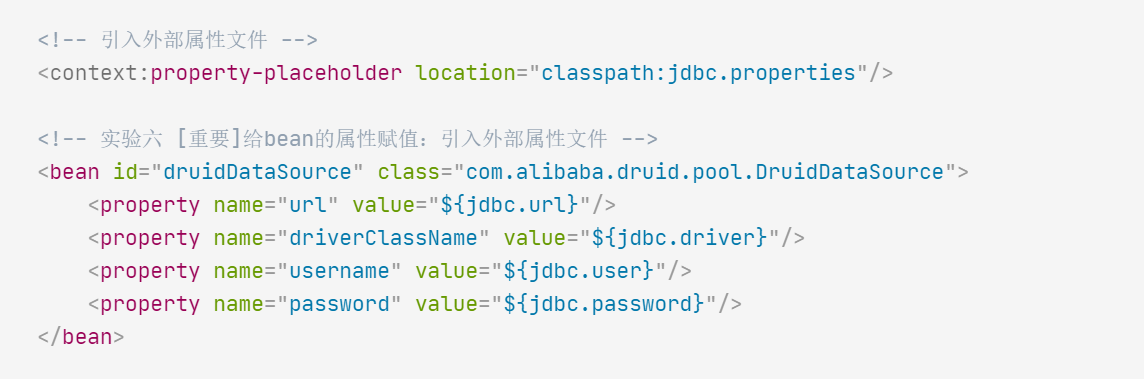 <!-- 引入外部属性文件 -->
<context:property-placeholder location="classpath:jdbc.properties"/>

<!-- 实验六 [重要]给bean的属性赋值：引入外部属性文件 -->
<bean id="druidDataSource" class="com.alibaba.druid.pool.DruidDataSource">
    <property name="url" value="${jdbc.url}"/>
    <property name="driverClassName" value="${jdbc.driver}"/>
    <property name="username" value="${jdbc.user}"/>
    <property name="password" value="${jdbc.password}"/>
</bean>